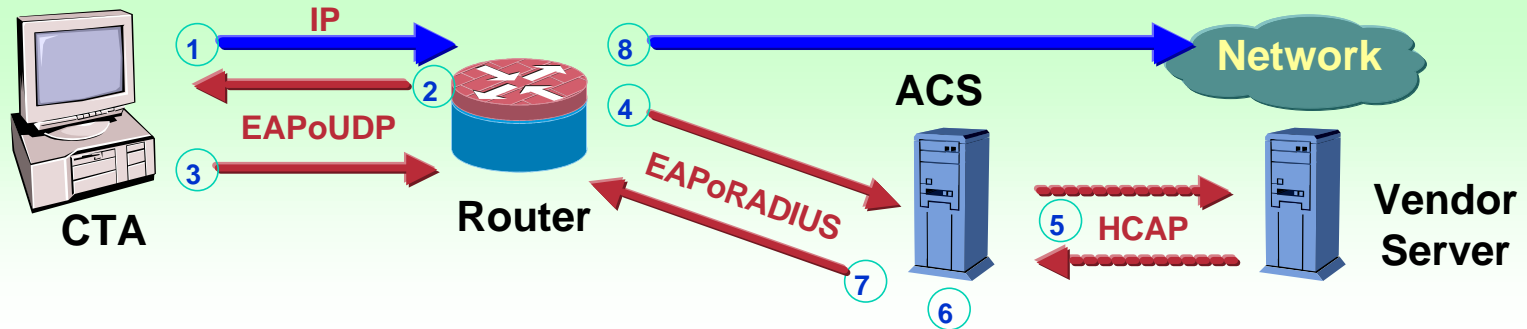 IP
1
8
Network
2
ACS
4
EAPoUDP
EAPoRADIUS
3
Router
CTA
5
HCAP
Vendor
Server
7
6